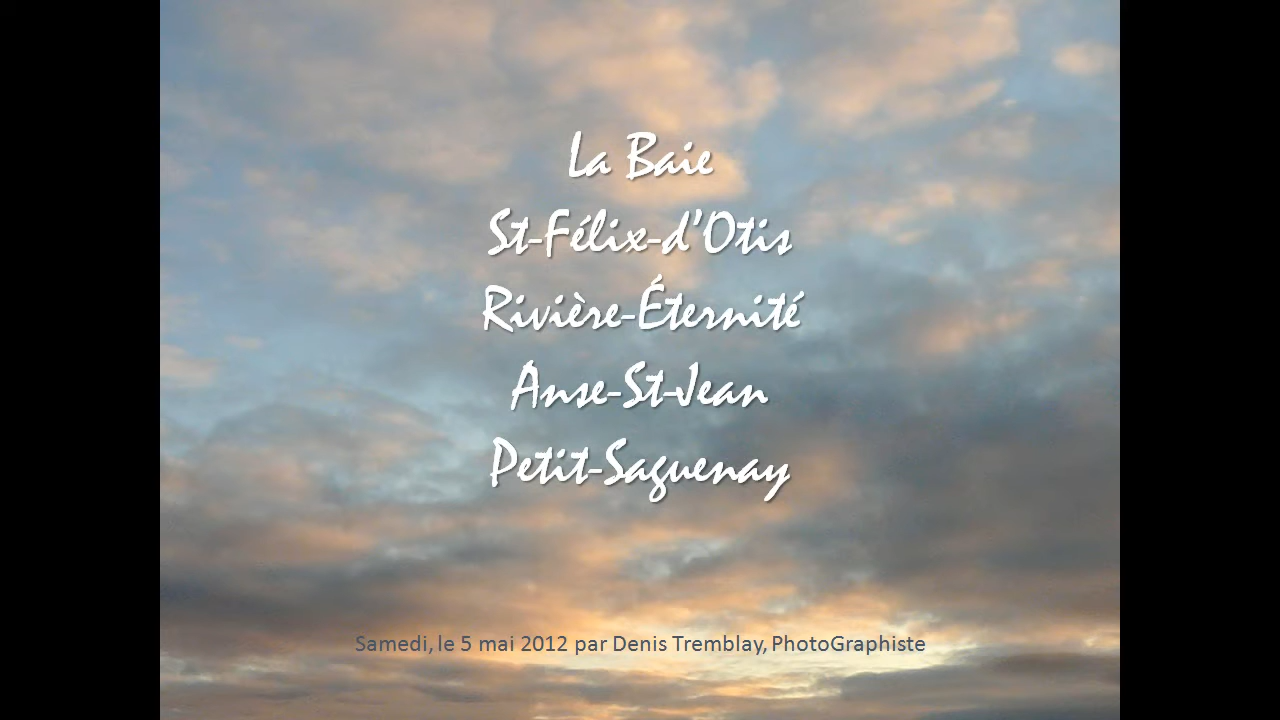 La Baie
St-Félix-d'Otis
Rivière-Éternité
Anse-St-Jean
Petit-Saguenay
Samedi, le 5 mai 2012 par Denis Tremblay, PhotoGraphiste